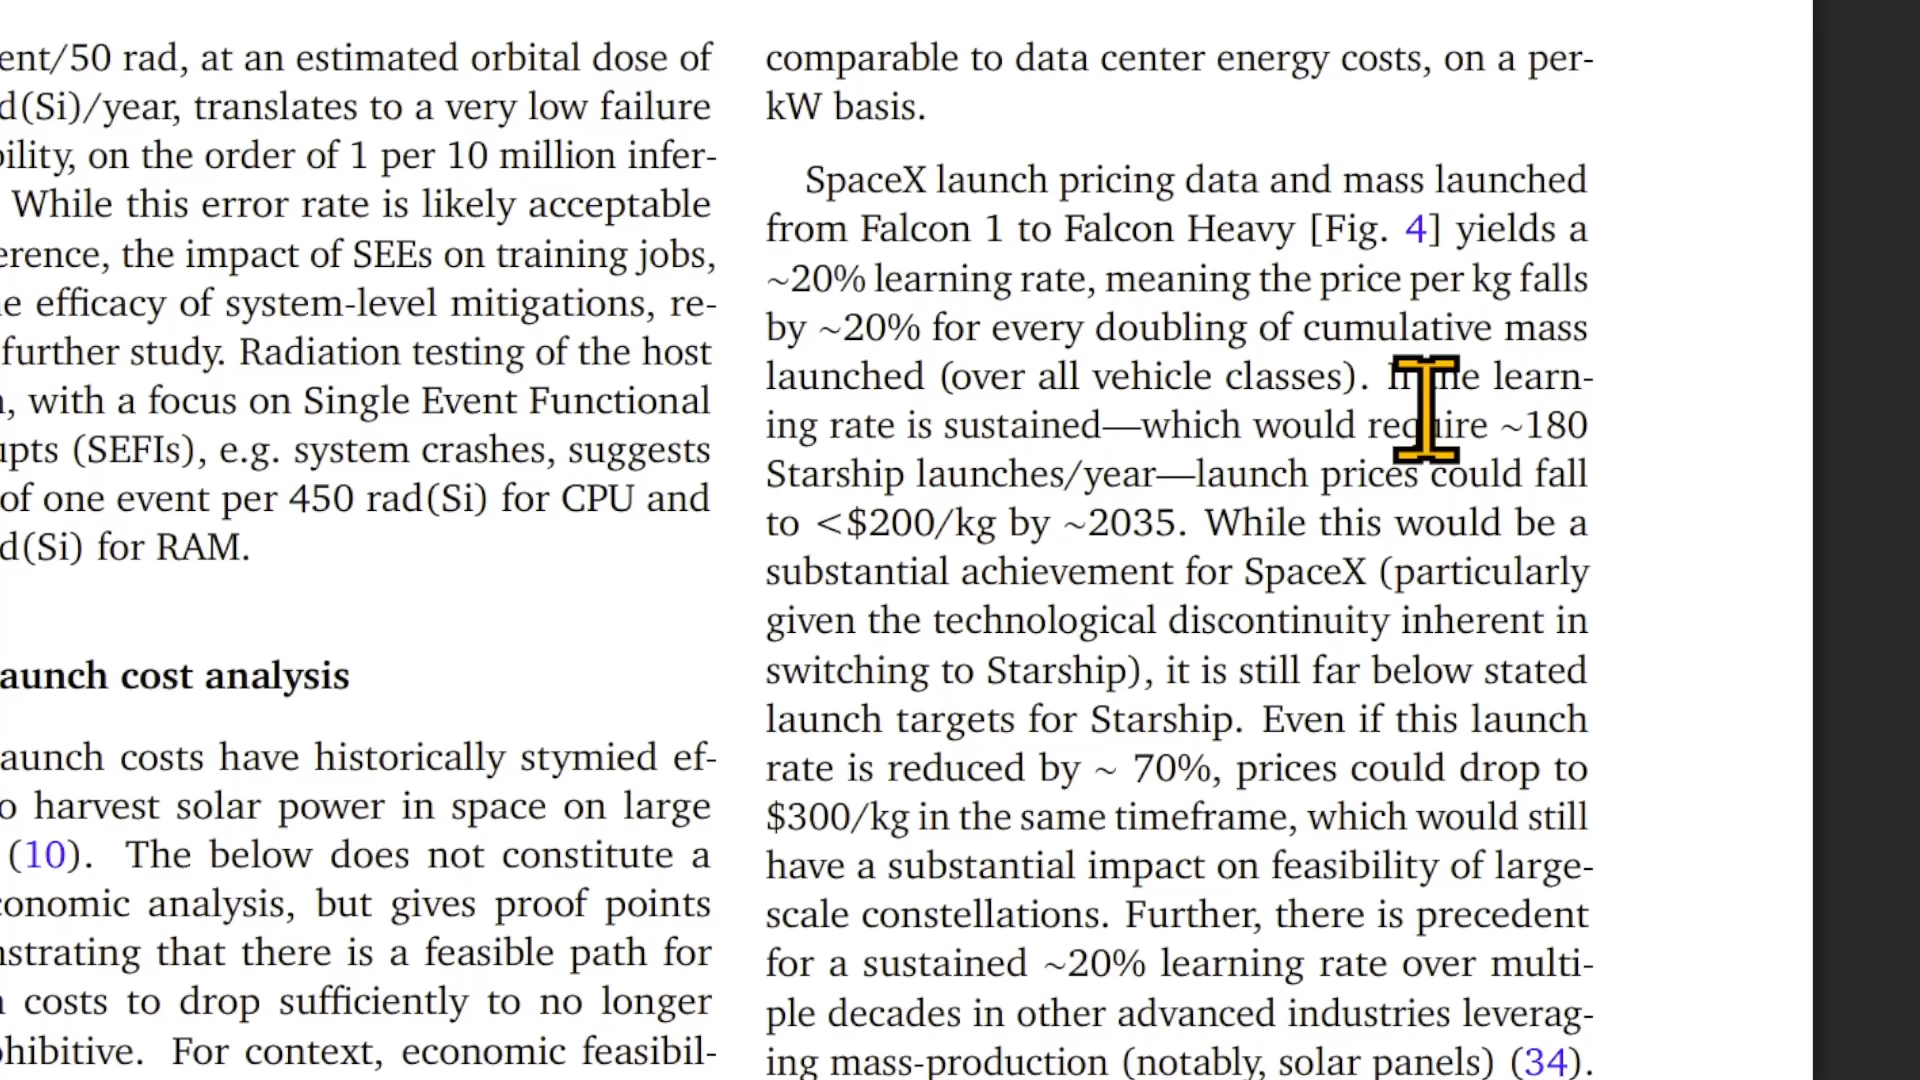 ent/50 rad, at an estimated orbital dose of
d(Si)/year, translates to a very low failure
bility, on the order of 1 per 10 million infer-
While this error rate is likely acceptable
erence, the impact of SEEs on training jobs,
e efficacy of system-level mitigations, re-
further study. Radiation testing of the host
, with a focus on Single Event Functional
upts (SEFIs), e.g. system crashes, suggests
of one event per 450 rad(Si) for CPU and
d(Si) for RAM.
aunch cost analysis
aunch costs have historically stymied ef-
o harvest solar power in space on large
(10). The below does not constitute a
conomic analysis, but gives proof points
nstrating that there is a feasible path for
costs to drop sufficiently to no longer
ohibitive. For context, economic feasibil-
comparable to data center energy costs, on a per-
kW basis.
SpaceX launch pricing data and mass launched
from Falcon 1 to Falcon Heavy [Fig. 4] yields a
~20% learning rate, meaning the price per kg falls
by ~20% for every doubling of cumulative mass
launched (over all vehicle classes). If the learn-
ing rate is sustained—which would require ~180
Starship launches/year—launch prices could fall
to <$200/kg by ~2035. While this would be a
substantial achievement for SpaceX (particularly
given the technological discontinuity inherent in
switching to Starship), it is still far below stated
launch targets for Starship. Even if this launch
rate is reduced by ~ 70%, prices could drop to
$300/kg in the same timeframe, which would still
have a substantial impact on feasibility of large-
scale constellations. Further, there is precedent
for a sustained ~20% learning rate over multi-
ple decades in other advanced industries leverag-
ing mass-production (notably, solar panels) (34).